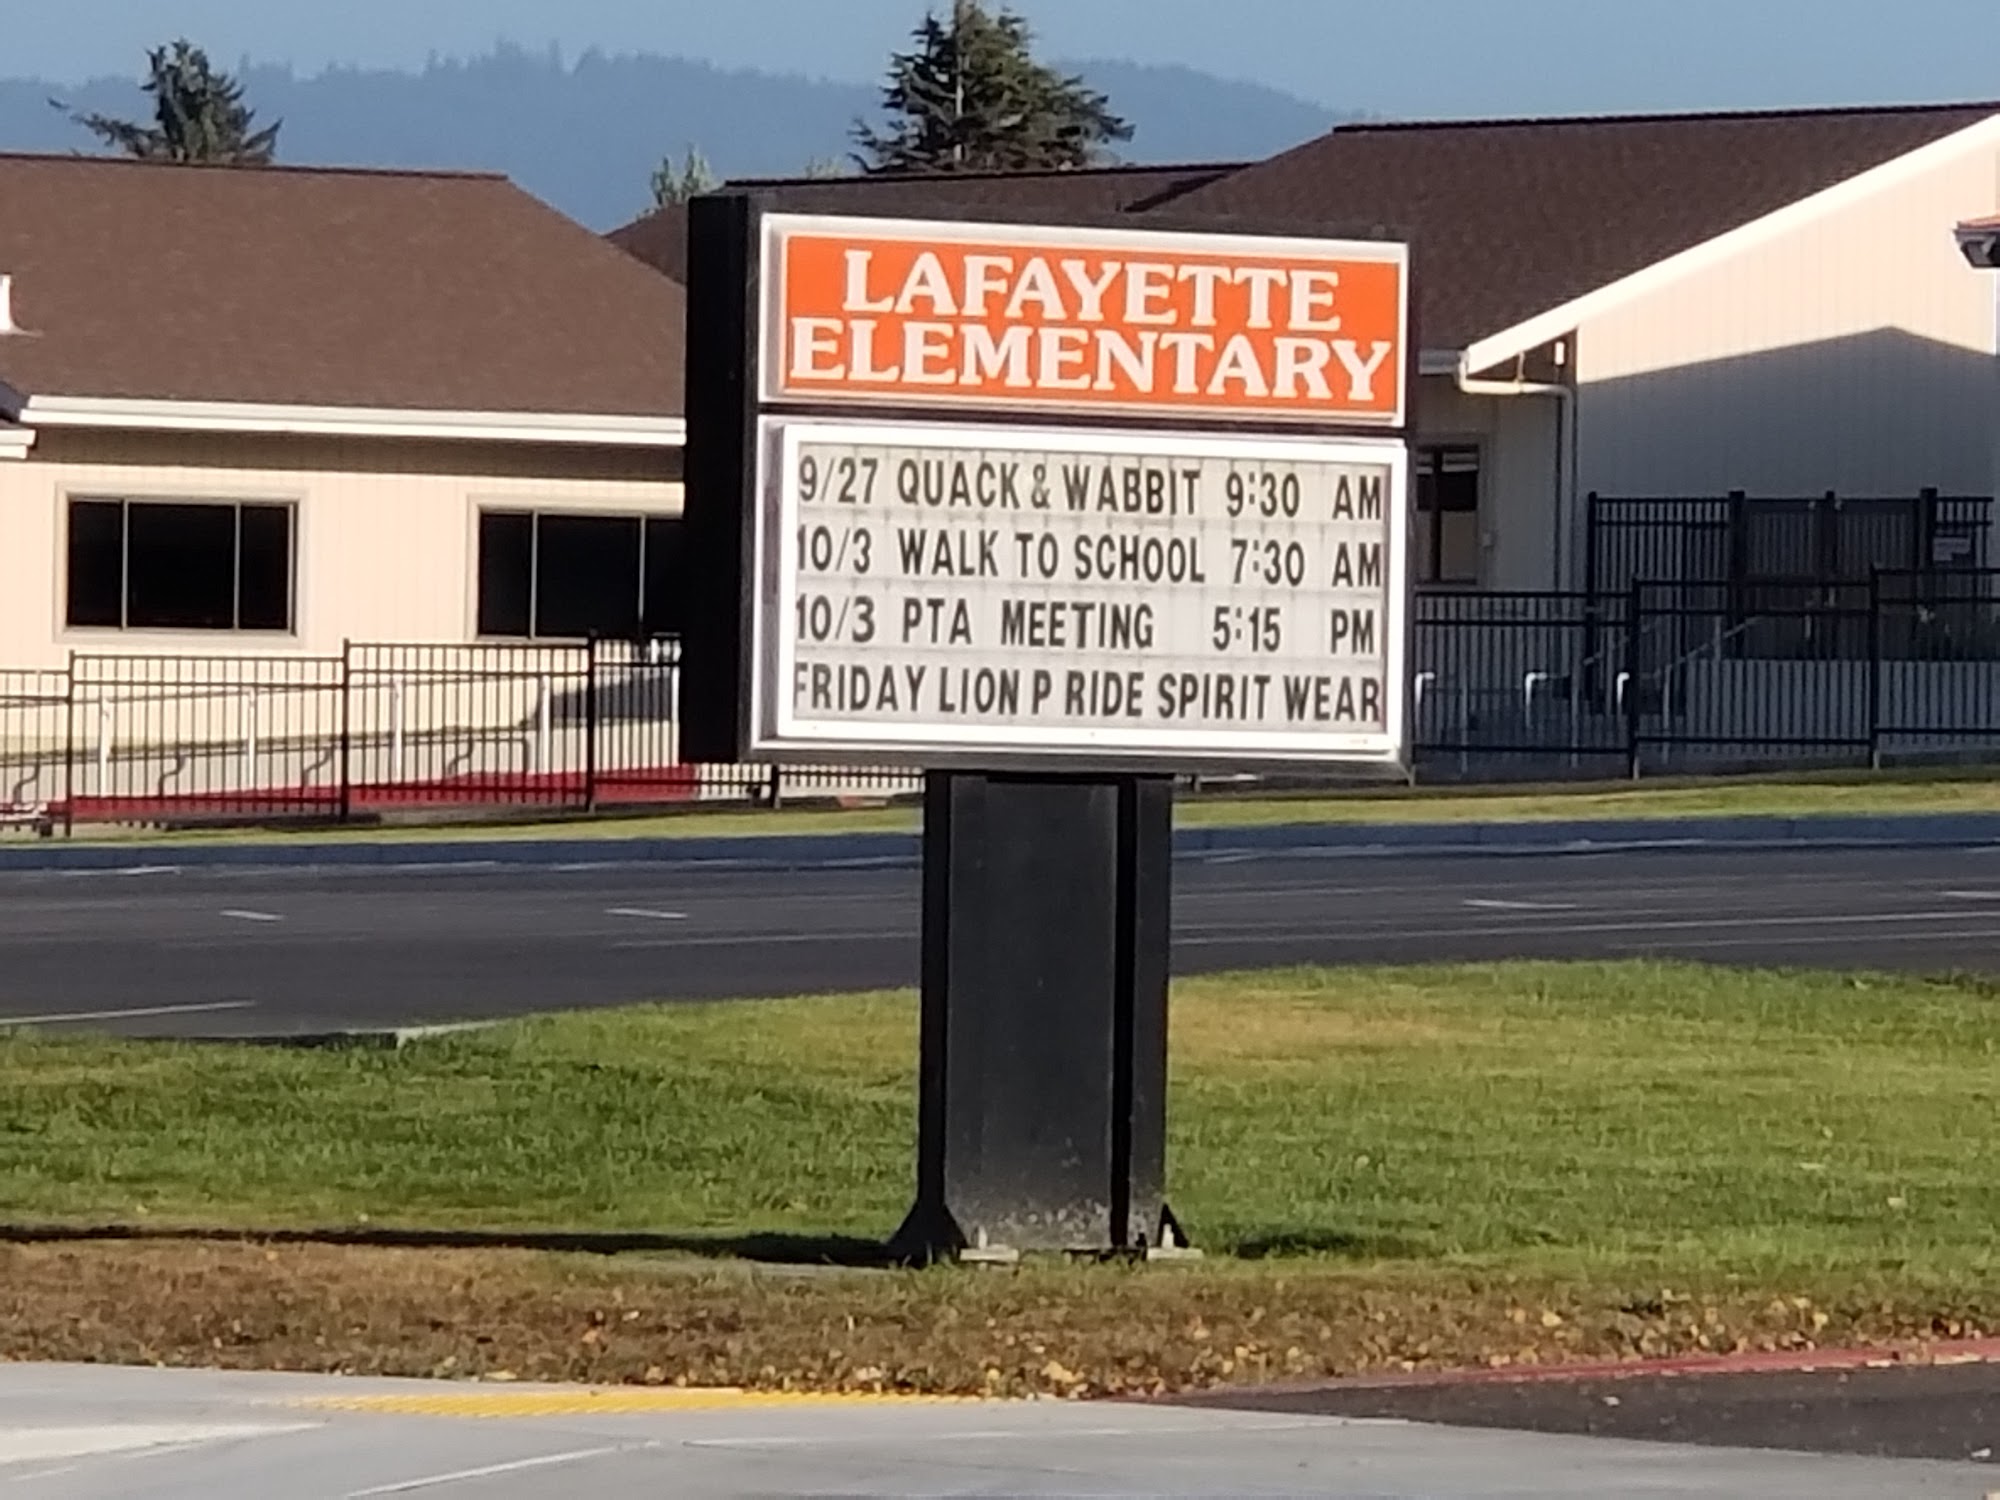 LAFAYETTE
ELEMENTARY
9/27 QUACK & WABBIT 9:30 AM
10/3 WALK TO SCHOOL 7:30 AM
10/3 PTA MEETING 5:15 PM
FRIDAY LION P RIDE SPIRIT WEAR